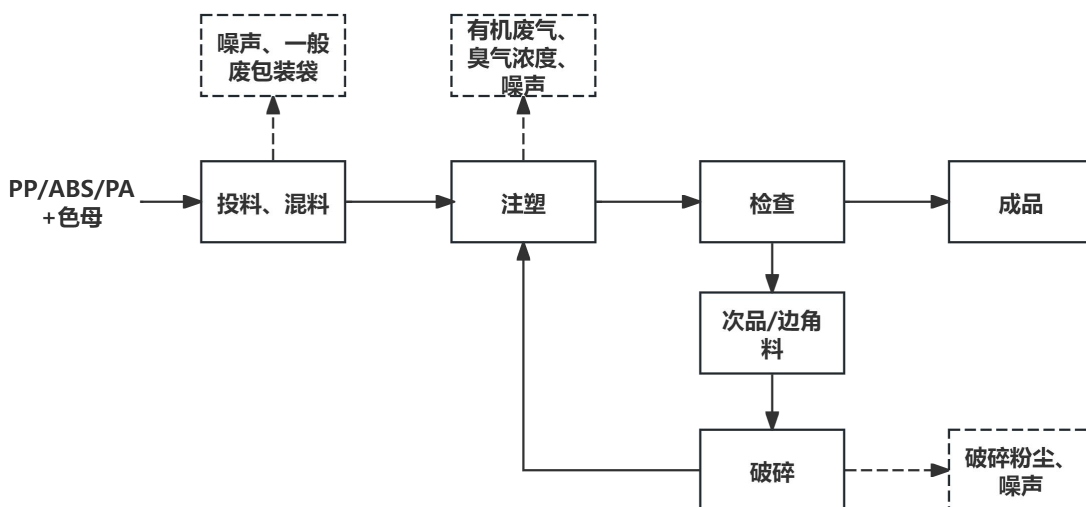 噪声、一般
废包装袋
有机废气、
臭气浓度、
噪声
PP/ABS/PA
+色母
投料、混料
注塑
检查
成品
次品/边角
料
破碎
破碎粉尘、
噪声